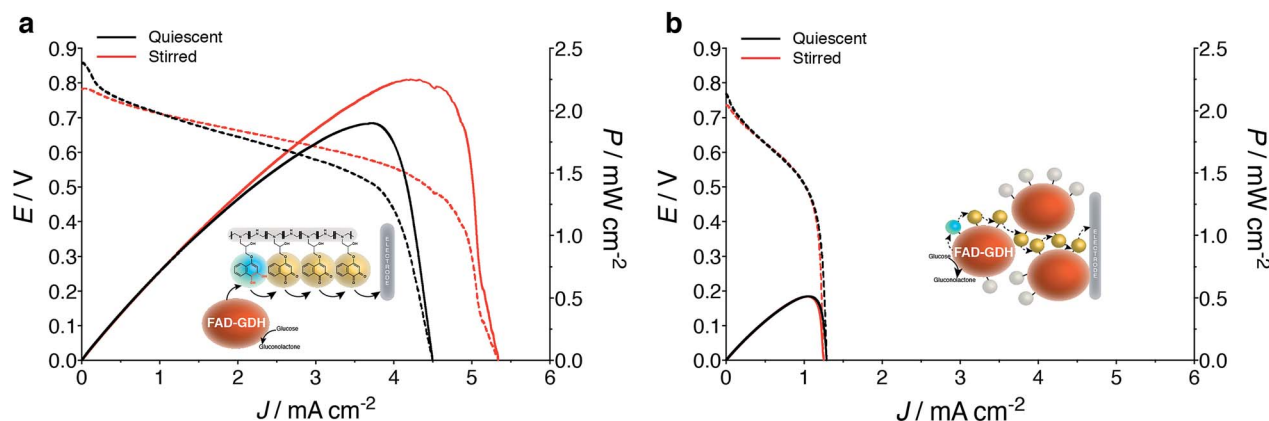 a
Quiescent
Stirred
0.9
0.8
0.7
0.6
0.5
0.4
0.3
0.2
0.1
0.0
E / V
2.5
2.0
1.5
1.0
0.5
0.0
P / mW cm-2
0 1 2 3 4 5 6
J / mA cm-2
OH OH OH OH
ELECTRODE
FAD-GDH
Glucose
Gluconolactone
b
Quiescent
Stirred
0.9
0.8
0.7
0.6
0.5
0.4
0.3
0.2
0.1
0.0
E / V
2.5
2.0
1.5
1.0
0.5
0.0
P / mW cm-2
0 1 2 3 4 5 6
J / mA cm-2
FAD-GDH
Glucose
Gluconolactone
ELECTRODE